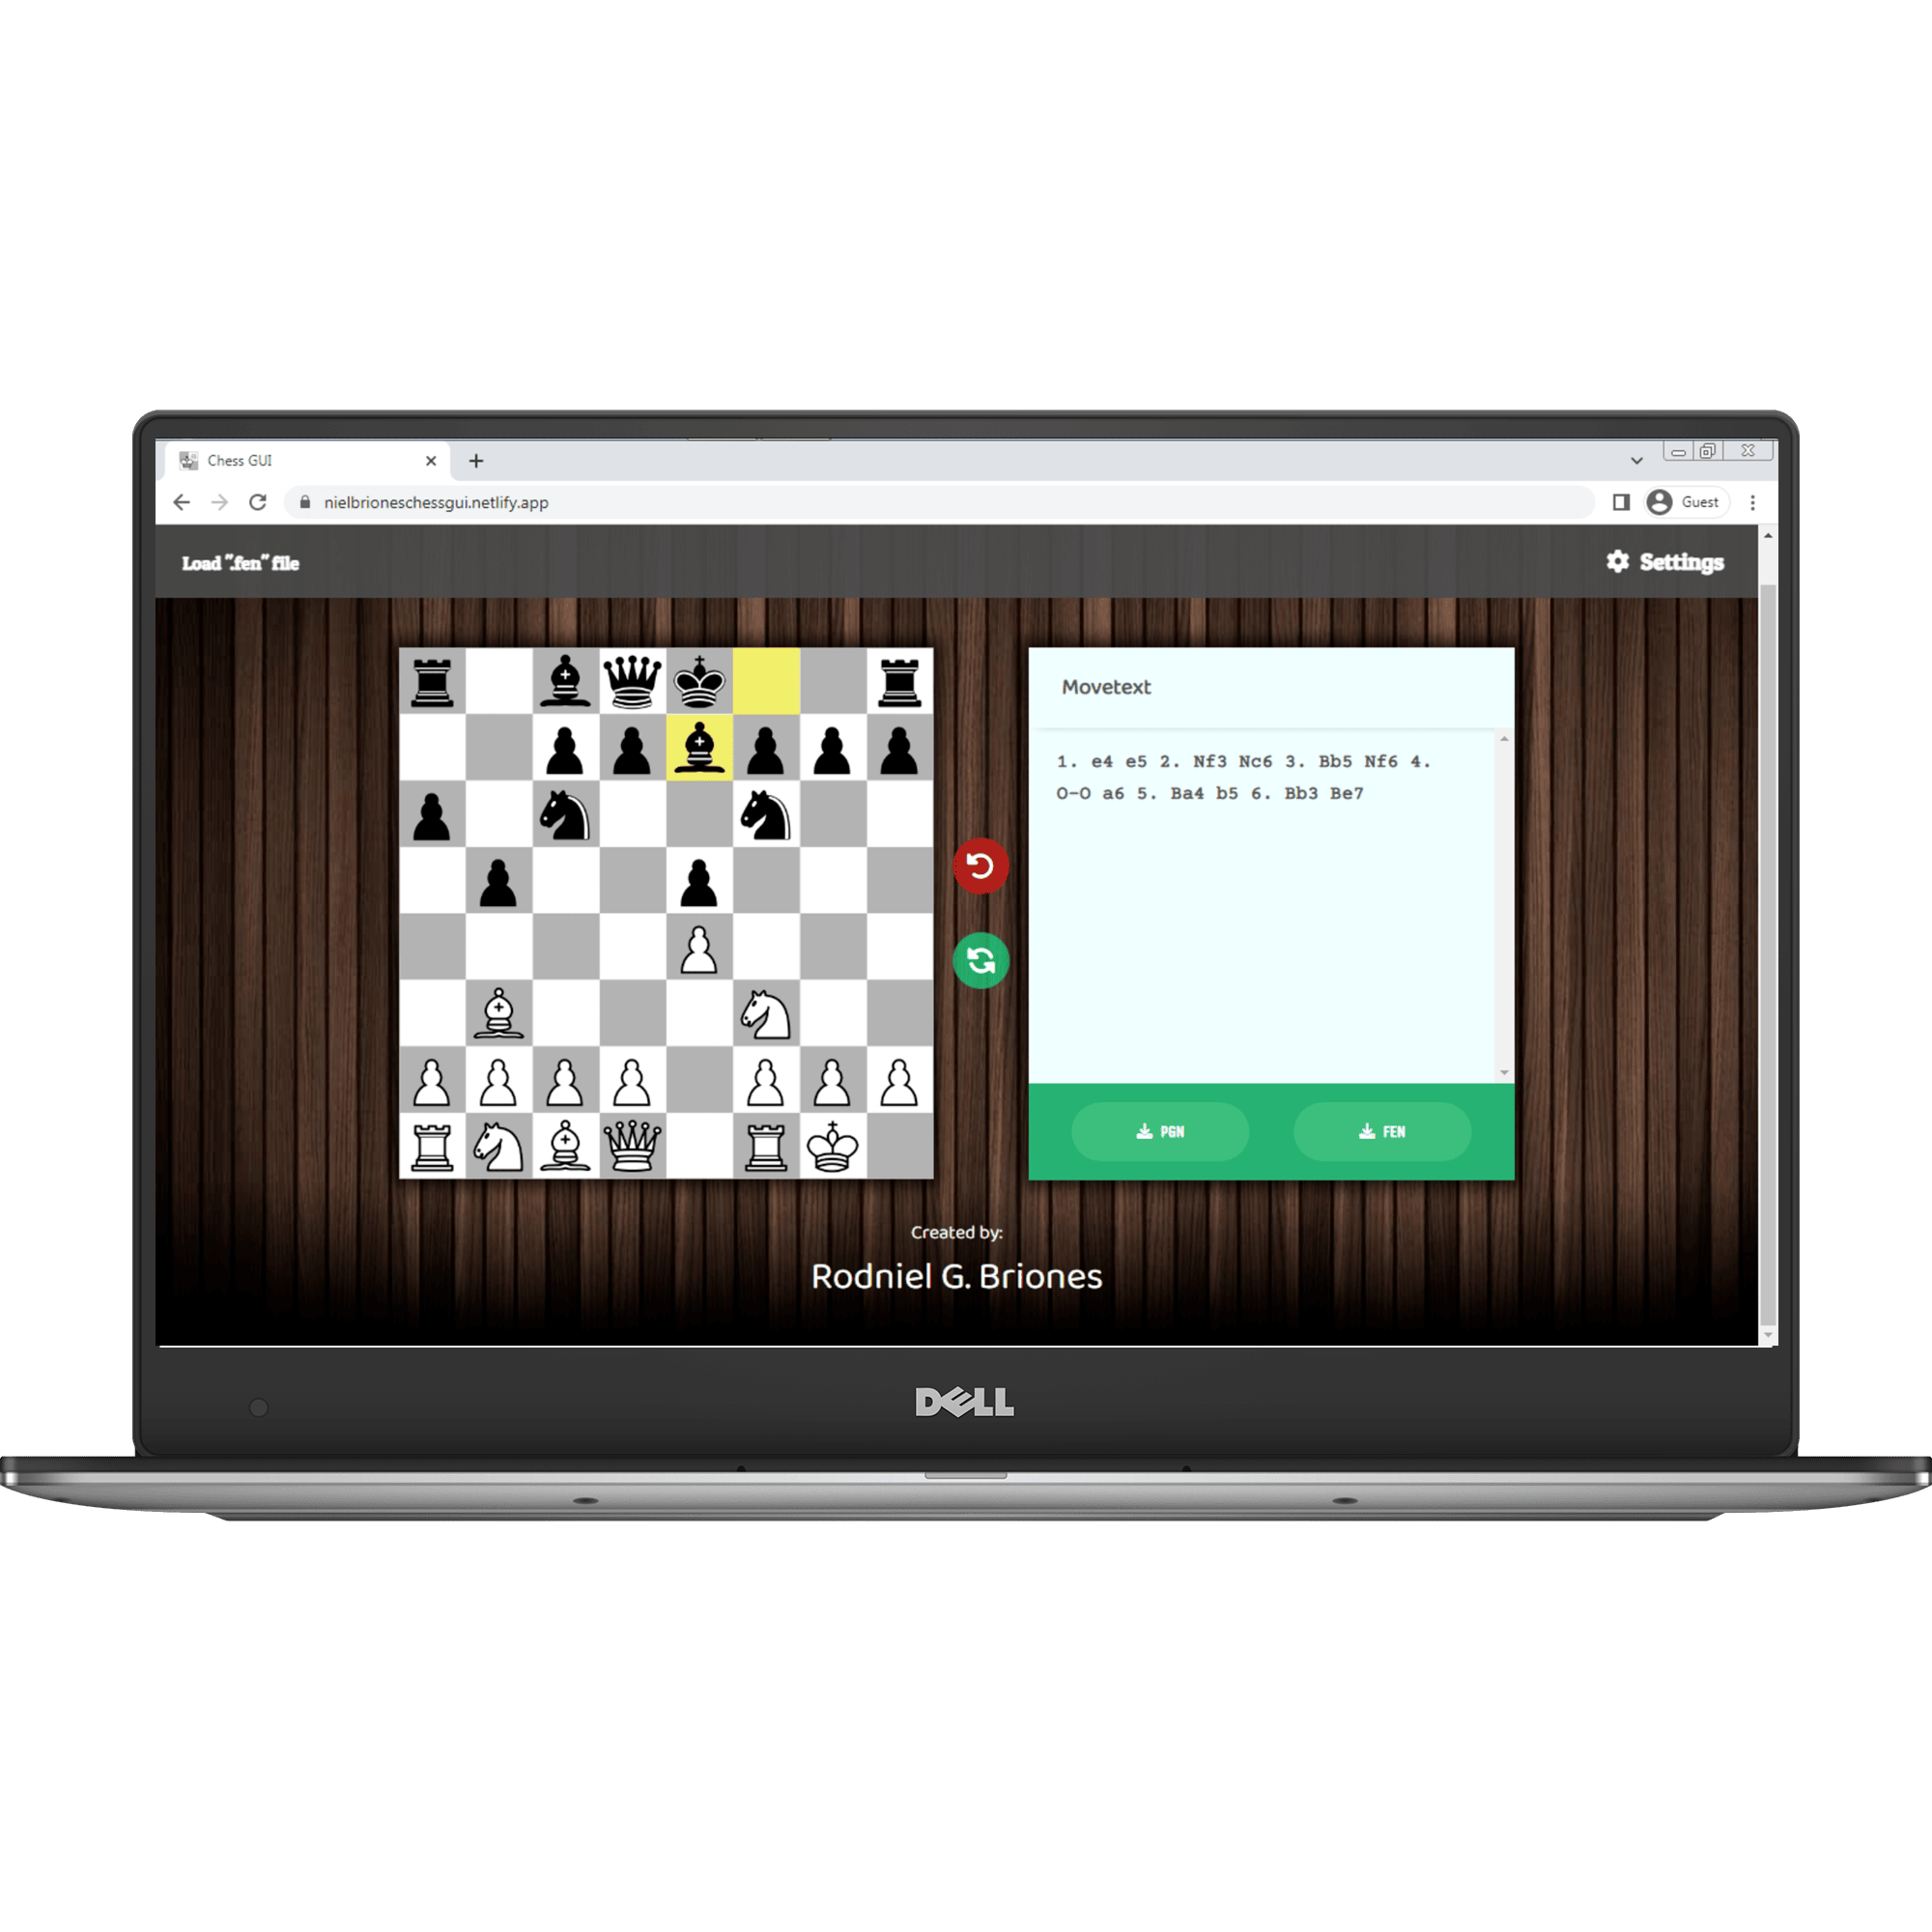 Chess GUI
nielbrioneschessgui.netlify.app
Guest
Load ".fen" file
Settings
Movetext
1. e4 e5 2. Nf3 Nc6 3. Bb5 Nf6 4.
O-O a6 5. Ba4 b5 6. Bb3 Be7
PGN
FEN
Created by:
Rodniel G. Briones
DELL